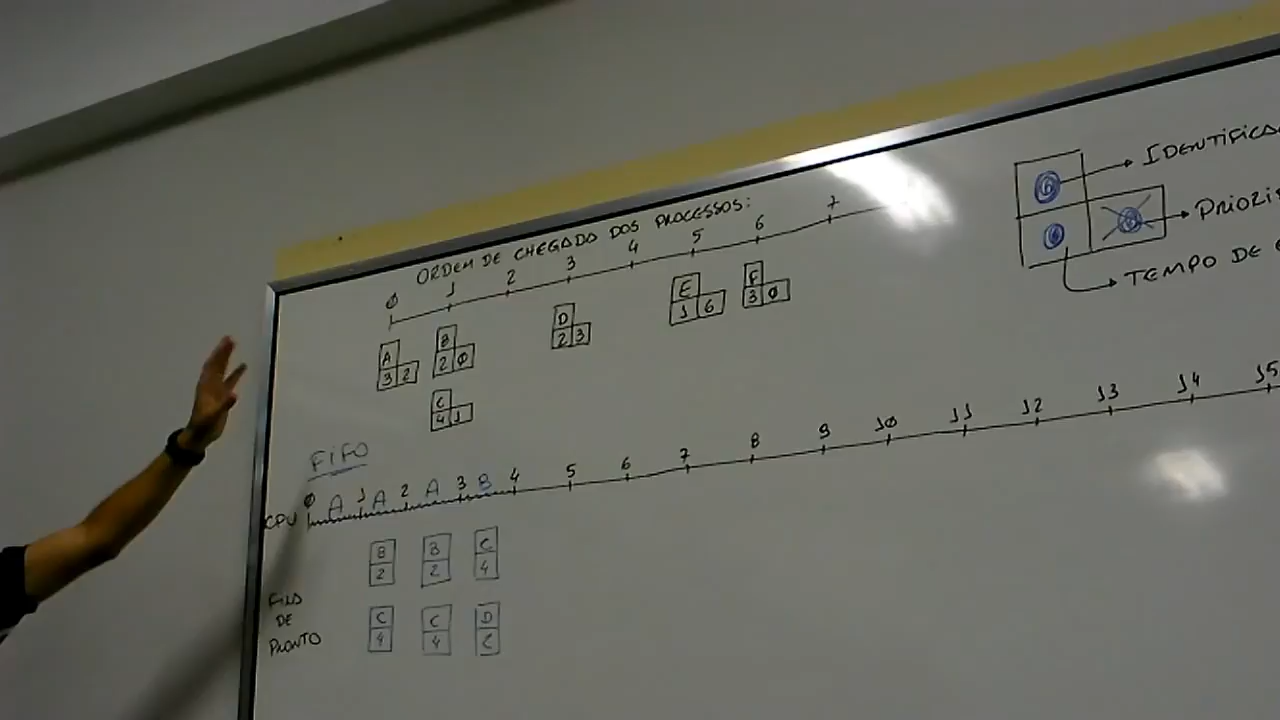 ORDEM DE CHEGADO DOS PROCESSOS:
0 1 2 3 4 5 6 7
A
3 2
B
2 0
C
4 1
D
2 3
E
1 6
F
3 0
IDENTIFICA
PRIORI
TEMPO DE
FIFO
0 1 2 3 4 5 6 7 8 9 10 11 12 13 14 15
CPU A A A B
FILA
DE
PRONTO
B B C
2 2 4
C C D
4 4